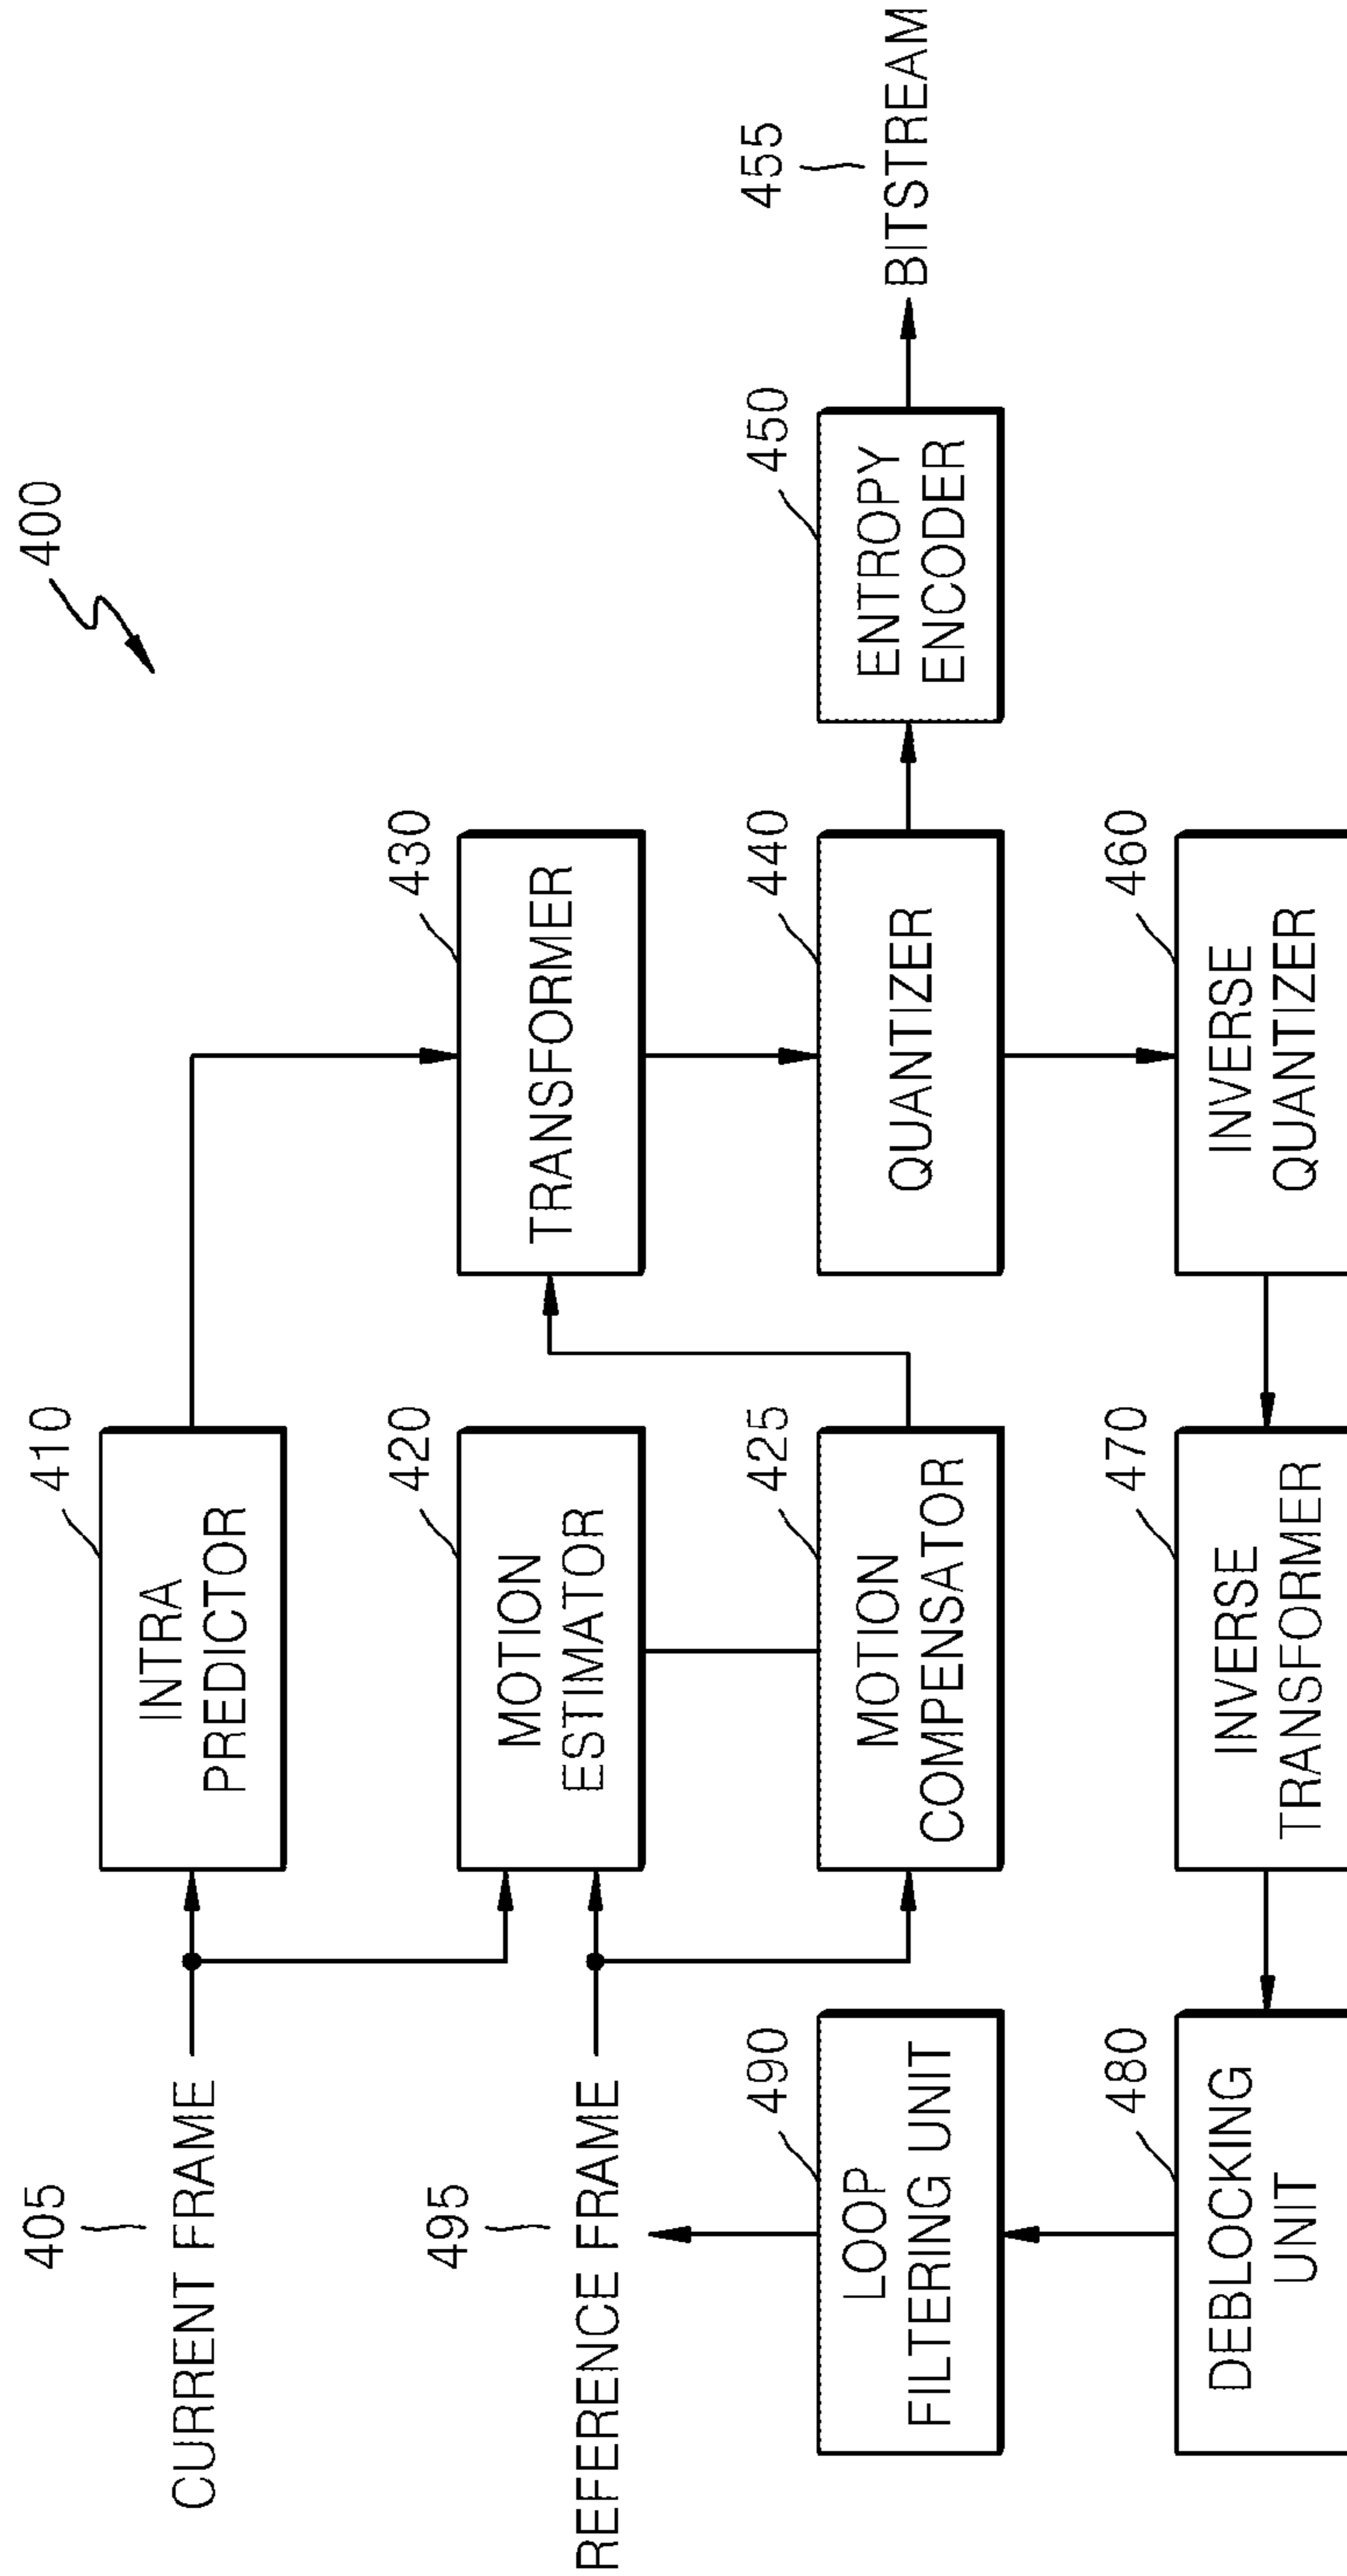 400
405
CURRENT FRAME
410
INTRA
PREDICTOR
495
REFERENCE FRAME
420
MOTION
ESTIMATOR
430
TRANSFORMER
490
LOOP
FILTERING UNIT
425
MOTION
COMPENSATOR
440
QUANTIZER
450
ENTROPY
ENCODER
455
BITSTREAM
480
DEBLOCKING
UNIT
470
INVERSE
TRANSFORMER
460
INVERSE
QUANTIZER